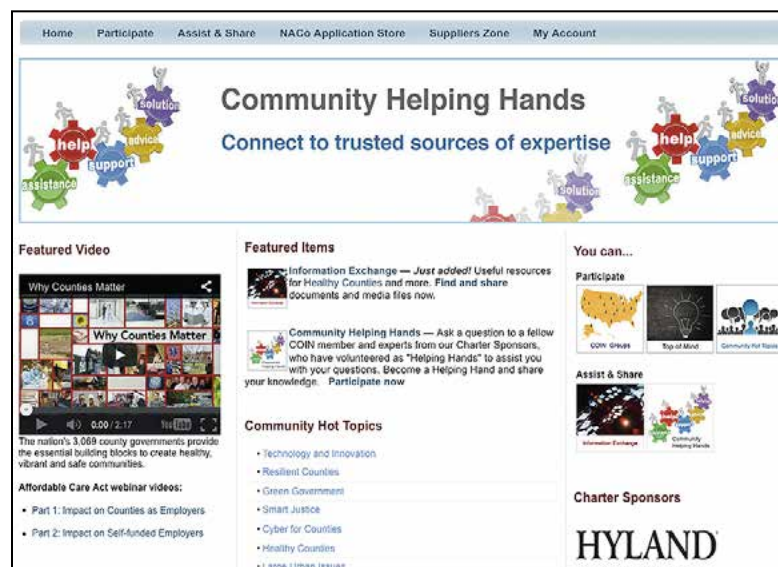 Home Participate Assist & Share NACo Application Store Suppliers Zone My Account
solution
advice
help
support
assistance
Community Helping Hands
Connect to trusted sources of expertise
solution
solution
advice
help
support
assistance
Featured Video
Why Counties Matter
Why Counties Matter
0:00 / 2:17 YouTube
The nation's 3,069 county governments provide
the essential building blocks to create healthy,
vibrant and safe communities.
Affordable Care Act webinar videos:
• Part 1: Impact on Counties as Employers
• Part 2: Impact on Self-funded Employers
Featured Items
Information Exchange
Information Exchange — Just added! Useful resources
for Healthy Counties and more. Find and share
documents and media files now.
Community Helping Hands — Ask a question to a fellow
COIN member and experts from our Charter Sponsors,
who have volunteered as "Helping Hands" to assist you
with your questions. Become a Helping Hand and share
your knowledge. Participate now
Community Hot Topics
• Technology and Innovation
• Resilient Counties
• Green Government
• Smart Justice
• Cyber for Counties
• Healthy Counties
• Large Urban Issues
You can...
Participate
COIN Groups
Top of Mind
Community Hot Topics
Assist & Share
Information Exchange
Community
Helping Hands
Charter Sponsors
HYLAND